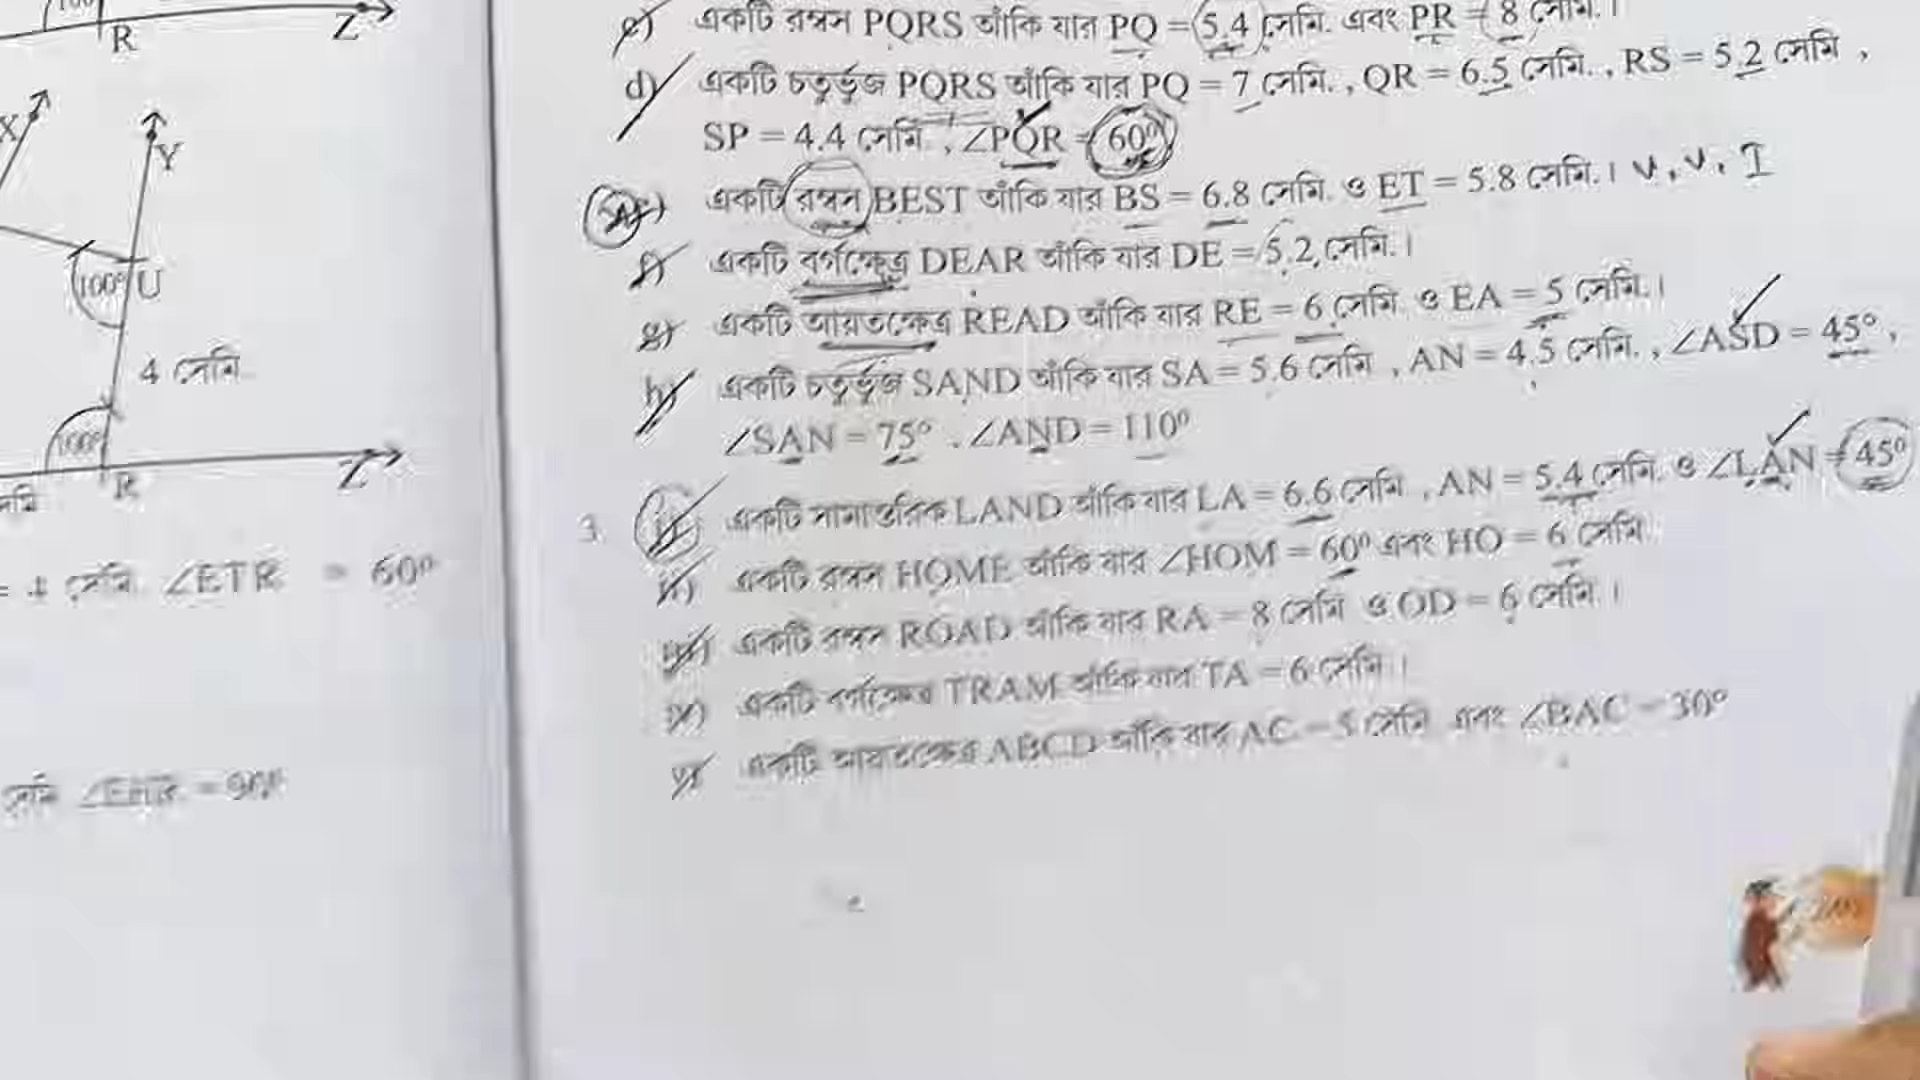 R
Z
X
Y
100°
U
4 সেমি.
100°
R
Z
∠ETR = 60°
একটি রম্বস PQRS আঁকি যার PQ = 5.4 সেমি. এবং PR = 8 সেমি.।
d) একটি চতুর্ভুজ PQRS আঁকি যার PQ = 7 সেমি., QR = 6.5 সেমি., RS = 5.2 সেমি,
SP = 4.4 সেমি., ∠PQR = 60°
একটি রম্বস BEST আঁকি যার BS = 6.8 সেমি. ও ET = 5.8 সেমি.। V.V.I
f) একটি বর্গক্ষেত্র DEAR আঁকি যার DE = 5.2 সেমি.।
g) একটি আয়তক্ষেত্র READ আঁকি যার RE = 6 সেমি. ও EA = 5 সেমি.।
h) একটি চতুর্ভুজ SAND আঁকি যার SA = 5.6 সেমি, AN = 4.5 সেমি., ∠ASD = 45°,
∠SAN = 75°, ∠AND = 110°
3. একটি সামান্তরিক LAND আঁকি যার LA = 6.6 সেমি, AN = 5.4 সেমি. ও ∠LAN = 45°
একটি রম্বস HOME আঁকি যার ∠HOM = 60° এবং HO = 6 সেমি.
একটি রম্বস ROAD আঁকি যার RA = 8 সেমি ও OD = 6 সেমি.।
একটি বর্গক্ষেত্র TRAM আঁকি যার TA = 6 সেমি.।
একটি আয়তক্ষেত্র ABCD আঁকি যার AC = 5 সেমি এবং ∠BAC = 30°